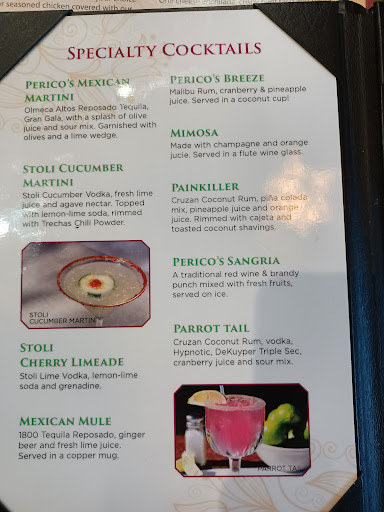 r seasoned chicken covered with our
SPECIALTY COCKTAILS
PERICO'S MEXICAN
MARTINI
Olmeca Altos Reposado Tequila,
Gran Gala, with a splash of olive
juice and sour mix. Garnished with
olives and a lime wedge.
STOLI CUCUMBER
MARTINI
Stoli Cucumber Vodka, fresh lime
juice and agave nectar. Topped
with lemon-lime soda, rimmed
with Trechas Chili Powder.
STOLI
CUCUMBER MARTINI
STOLI
CHERRY LIMEADE
Stoli Lime Vodka, lemon-lime
soda and grenadine.
MEXICAN MULE
1800 Tequila Reposado, ginger
beer and fresh lime juice.
Served in a copper mug.
PERICO'S BREEZE
Malibu Rum, cranberry & pineapple
juice. Served in a coconut cup!
MIMOSA
Made with champagne and orange
jucie. Served in a flute wine glass.
PAINKILLER
Cruzan Coconut Rum, piña colada
mix, pineapple juice and orange
juice. Rimmed with cajeta and
toasted coconut shavings.
PERICO'S SANGRIA
A traditional red wine & brandy
punch mixed with fresh fruits,
served on ice.
PARROT TAIL
Cruzan Coconut Rum, vodka,
Hypnotic, DeKuyper Triple Sec,
cranberry juice and sour mix.
PARROT TAIL